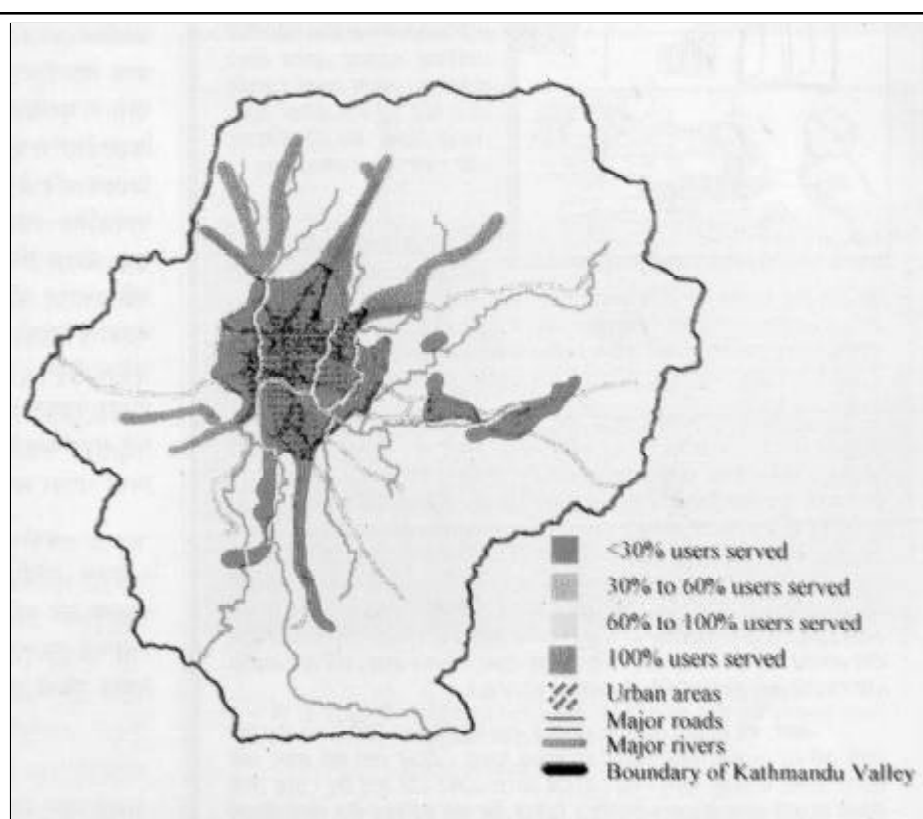 <30% users served
30% to 60% users served
60% to 100% users served
100% users served
Urban areas
Major roads
Major rivers
Boundary of Kathmandu Valley